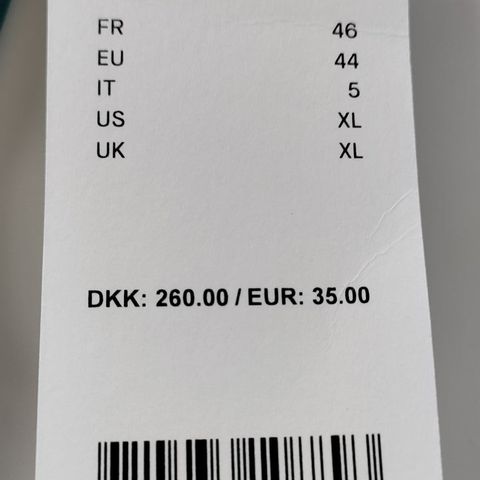 FR 46
EU 44
IT 5
US XL
UK XL
DKK: 260.00 / EUR: 35.00